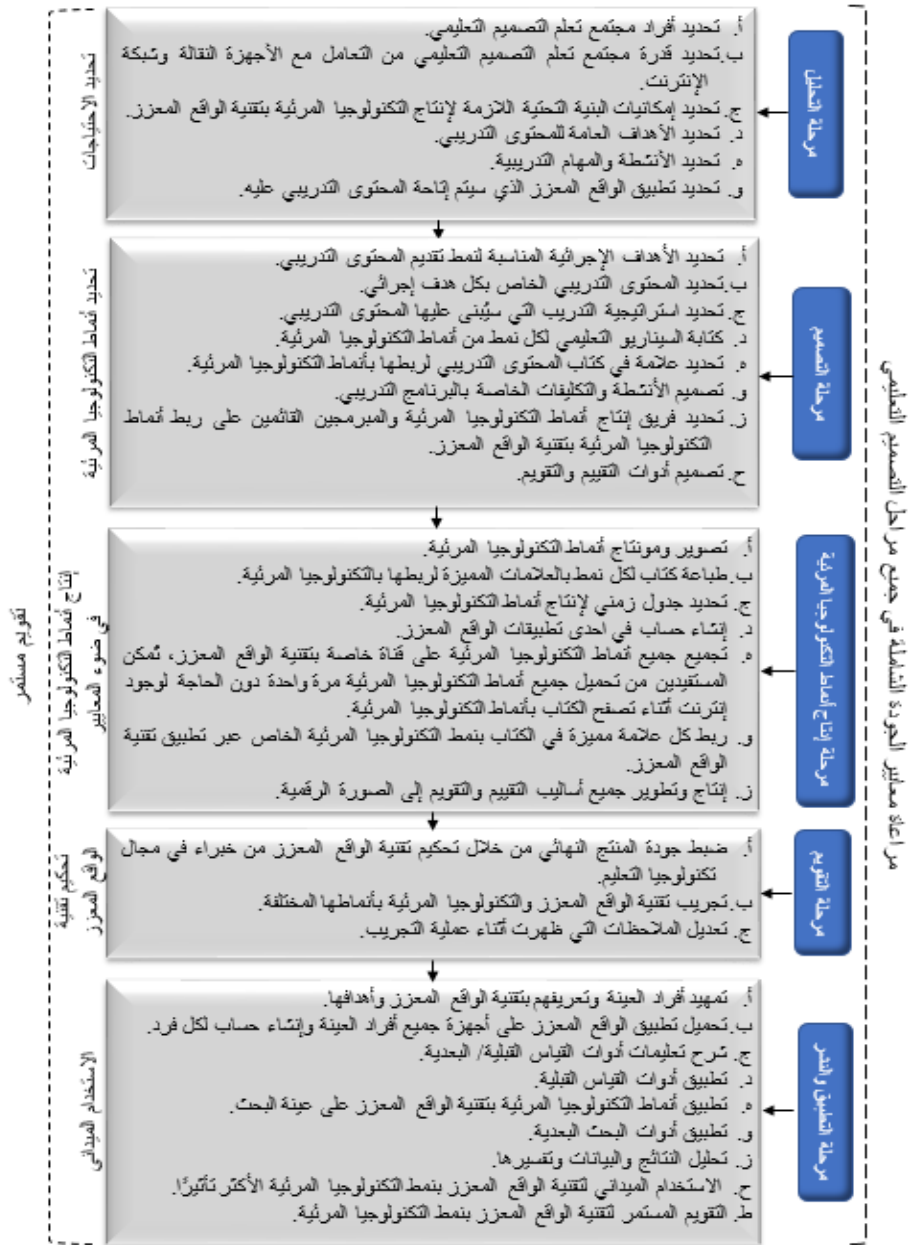 مراعاة معايير الجودة الشاملة في جميع مراحل التصميم التعليمي
مرحلة التحليل
أ. تحديد أفراد مجتمع تعلم التصميم التعليمي.
ب. تحديد قدرة مجتمع تعلم التصميم التعليمي من التعامل مع الأجهزة النقالة وشبكة
الإنترنت.
ج. تحديد إمكانيات البنية التحتية اللازمة لإنتاج التكنولوجيا المرئية بتقنية الواقع المعزز.
د. تحديد الأهداف العامة للمحتوى التدريبي.
ه. تحديد الأنشطة والمهام التدريبية.
و. تحديد تطبيق الواقع المعزز الذي سيتم إتاحة المحتوى التدريبي عليه.
تحديد الاحتياجات
مرحلة التصميم
أ. تحديد الأهداف الإجرائية المناسبة لنمط تقديم المحتوى التدريبي.
ب. تحديد المحتوى التدريبي الخاص بكل هدف إجرائي.
ج. تحديد استراتيجية التدريب التي سيُبنى عليها المحتوى التدريبي.
د. كتابة السيناريو التعليمي لكل نمط من أنماط التكنولوجيا المرئية.
ه. تحديد علامة في كتاب المحتوى التدريبي لربطها بأنماط التكنولوجيا المرئية.
و. تصميم الأنشطة والتكليفات الخاصة بالبرنامج التدريبي.
ز. تحديد فريق إنتاج أنماط التكنولوجيا المرئية والمبرمجين القائمين على ربط أنماط
التكنولوجيا المرئية بتقنية الواقع المعزز.
ح. تصميم أدوات التقييم والتقويم.
تحديد أنماط التكنولوجيا المرئية
مرحلة إنتاج أنماط التكنولوجيا المرئية
أ. تصوير ومونتاج أنماط التكنولوجيا المرئية.
ب. طباعة كتاب لكل نمط بالعلامات المميزة لربطها بالتكنولوجيا المرئية.
ج. تحديد جدول زمني لإنتاج أنماط التكنولوجيا المرئية.
د. إنشاء حساب في احدى تطبيقات الواقع المعزز.
ه. تجميع جميع أنماط التكنولوجيا المرئية على قناة خاصة بتقنية الواقع المعزز، تُمكن
المستفيدين من تحميل جميع أنماط التكنولوجيا المرئية مرة واحدة دون الحاجة لوجود
إنترنت أثناء تصفح الكتاب بأنماط التكنولوجيا المرئية.
و. ربط كل علامة مميزة في الكتاب بنمط التكنولوجيا المرئية الخاص عبر تطبيق تقنية
الواقع المعزز.
ز. إنتاج وتطوير جميع أساليب التقييم والتقويم إلى الصورة الرقمية.
إنتاج أنماط التكنولوجيا المرئية
في ضوء المعايير
مرحلة التقويم
أ. ضبط جودة المنتج النهائي من خلال تحكيم تقنية الواقع المعزز من خبراء في مجال
تكنولوجيا التعليم.
ب. تجريب تقنية الواقع المعزز والتكنولوجيا المرئية بأنماطها المختلفة.
ج. تعديل الملاحظات التي ظهرت أثناء عملية التجريب.
تحكيم تقنية
الواقع المعزز
مرحلة التطبيق والنشر
أ. تمهيد أفراد العينة وتعريفهم بتقنية الواقع المعزز وأهدافها.
ب. تحميل تطبيق الواقع المعزز على أجهزة جميع أفراد العينة وإنشاء حساب لكل فرد.
ج. شرح تعليمات أدوات القياس القبلية/ البعدية.
د. تطبيق أدوات القياس القبلية.
ه. تطبيق أنماط التكنولوجيا المرئية بتقنية الواقع المعزز على عينة البحث.
و. تطبيق أدوات البحث البعدية.
ز. تحليل النتائج والبيانات وتفسيرها.
ح. الاستخدام الميداني لتقنية الواقع المعزز بنمط التكنولوجيا المرئية الأكثر تأثيرًا.
ط. التقويم المستمر لتقنية الواقع المعزز بنمط التكنولوجيا المرئية.
الاستخدام الميداني
تقويم مستمر